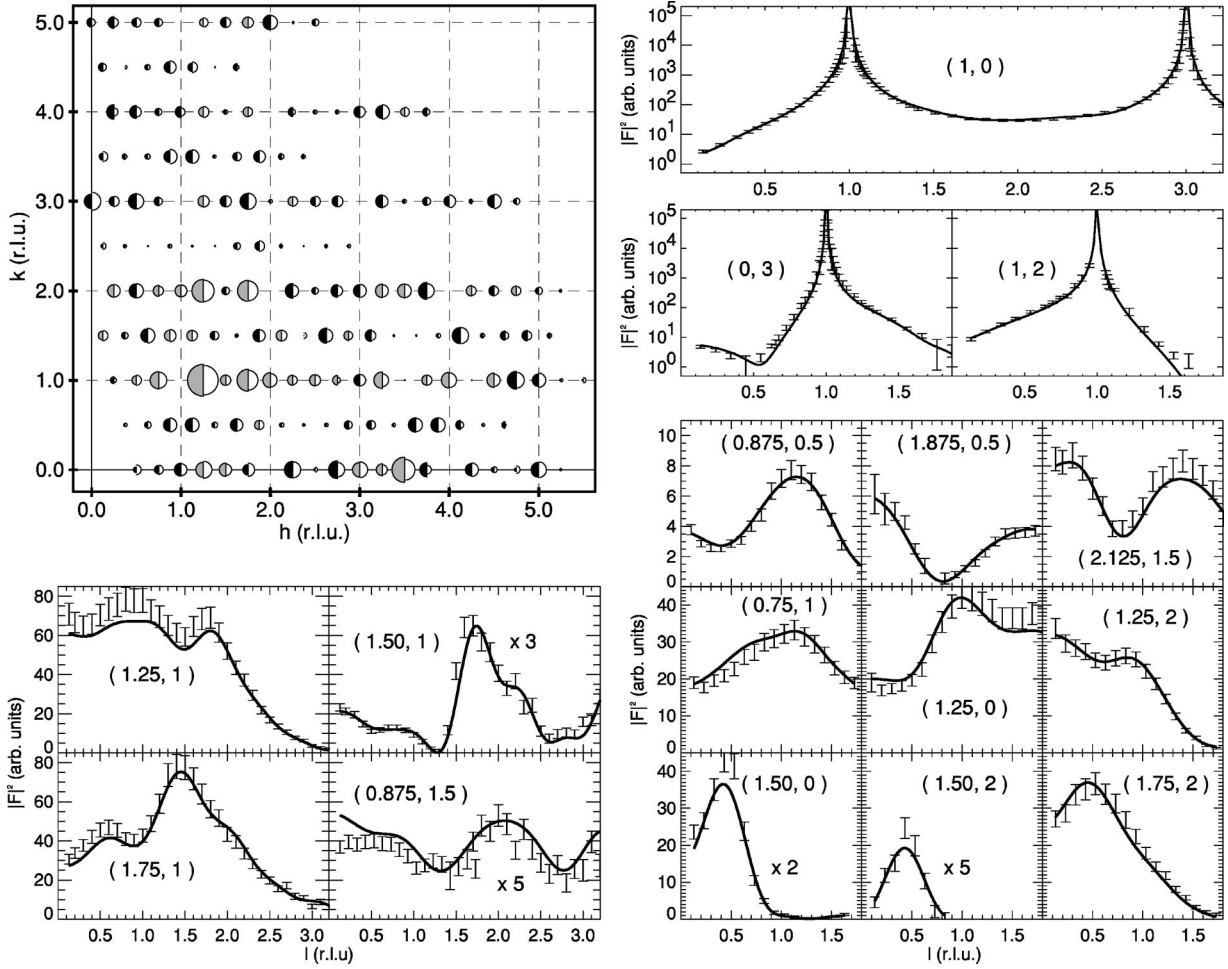 5.0
4.0
3.0
2.0
1.0
0.0
k (r.l.u.)
0.0 1.0 2.0 3.0 4.0 5.0
h (r.l.u.)
|F|² (arb. units)
10⁵
10⁴
10³
10²
10¹
10⁰
( 1, 0 )
0.5 1.0 1.5 2.0 2.5 3.0
|F|² (arb. units)
10⁵
10⁴
10³
10²
10¹
10⁰
( 0, 3 )
( 1, 2 )
0.5 1.0 1.5 0.5 1.0 1.5
80
60
40
20
0
( 1.25, 1 )
( 1.50, 1 )
x 3
|F|² (arb. units)
80
60
40
20
0
( 1.75, 1 )
( 0.875, 1.5 )
x 5
0.5 1.0 1.5 2.0 2.5 3.0 0.5 1.0 1.5 2.0 2.5 3.0
l (r.l.u)
10
8
6
4
2
0
( 0.875, 0.5 )
( 1.875, 0.5 )
( 2.125, 1.5 )
|F|² (arb. units)
40
30
20
10
0
( 0.75, 1 )
( 1.25, 0 )
( 1.25, 2 )
40
30
20
10
0
( 1.50, 0 )
x 2
( 1.50, 2 )
x 5
( 1.75, 2 )
0.5 1.0 1.5 0.5 1.0 1.5 0.5 1.0 1.5
l (r.l.u.)